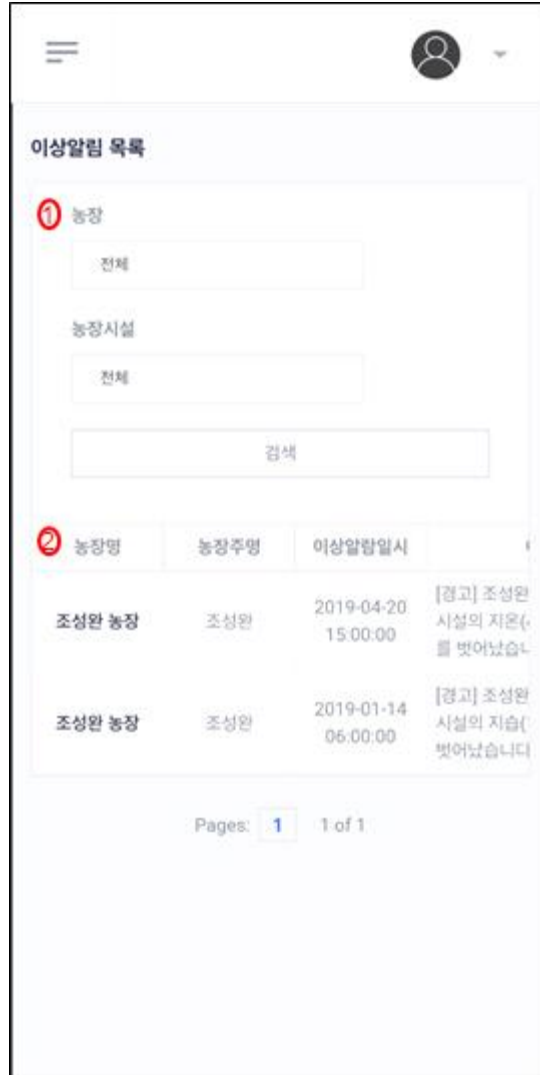 이상알림 목록
① 농장
전체
농장시설
전체
검색
② 농장명 농장주명 이상알람일시
조성완 농장 조성완 2019-04-20 15:00:00 [경고] 조성완
시설의 지온(
를 벗어났습니
조성완 농장 조성완 2019-01-14 06:00:00 [경고] 조성완
시설의 지습(
벗어났습니다
Pages: 1 1 of 1